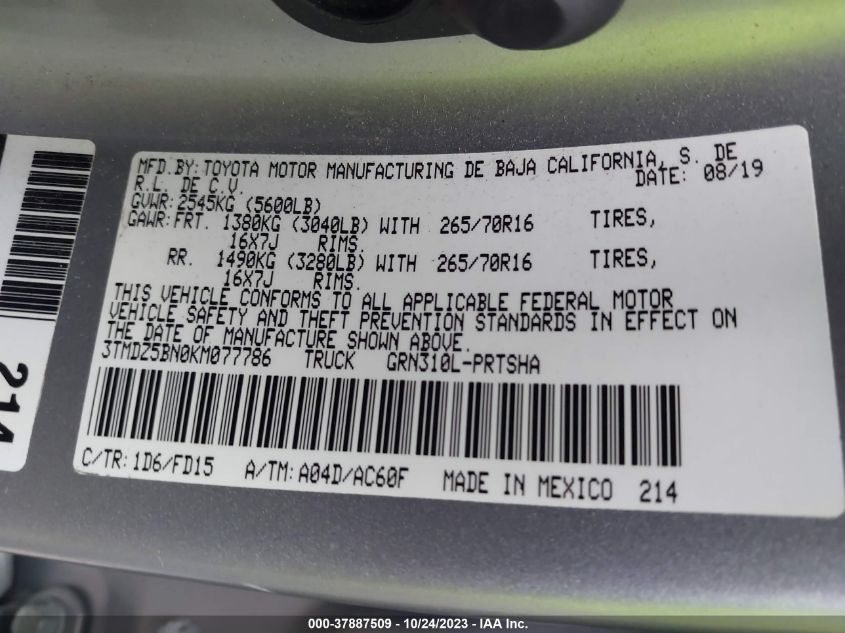 MFD.BY: TOYOTA MOTOR MANUFACTURING DE BAJA CALIFORNIA, S. DE
R.L. DE C.V. DATE: 08/19
GVWR: 2545KG (5600LB)
GAWR: FRT. 1380KG (3040LB) WITH 265/70R16 TIRES,
16X7J RIMS.
RR. 1490KG (3280LB) WITH 265/70R16 TIRES,
16X7J RIMS.
THIS VEHICLE CONFORMS TO ALL APPLICABLE FEDERAL MOTOR
VEHICLE SAFETY AND THEFT PREVENTION STANDARDS IN EFFECT ON
THE DATE OF MANUFACTURE SHOWN ABOVE.
3TMDZ5BN0KM077786 TRUCK GRN310L-PRTSHA
C/TR: 1D6/FD15 A/TM: A04D/AC60F MADE IN MEXICO 214
214
000-37887509 - 10/24/2023 - IAA Inc.